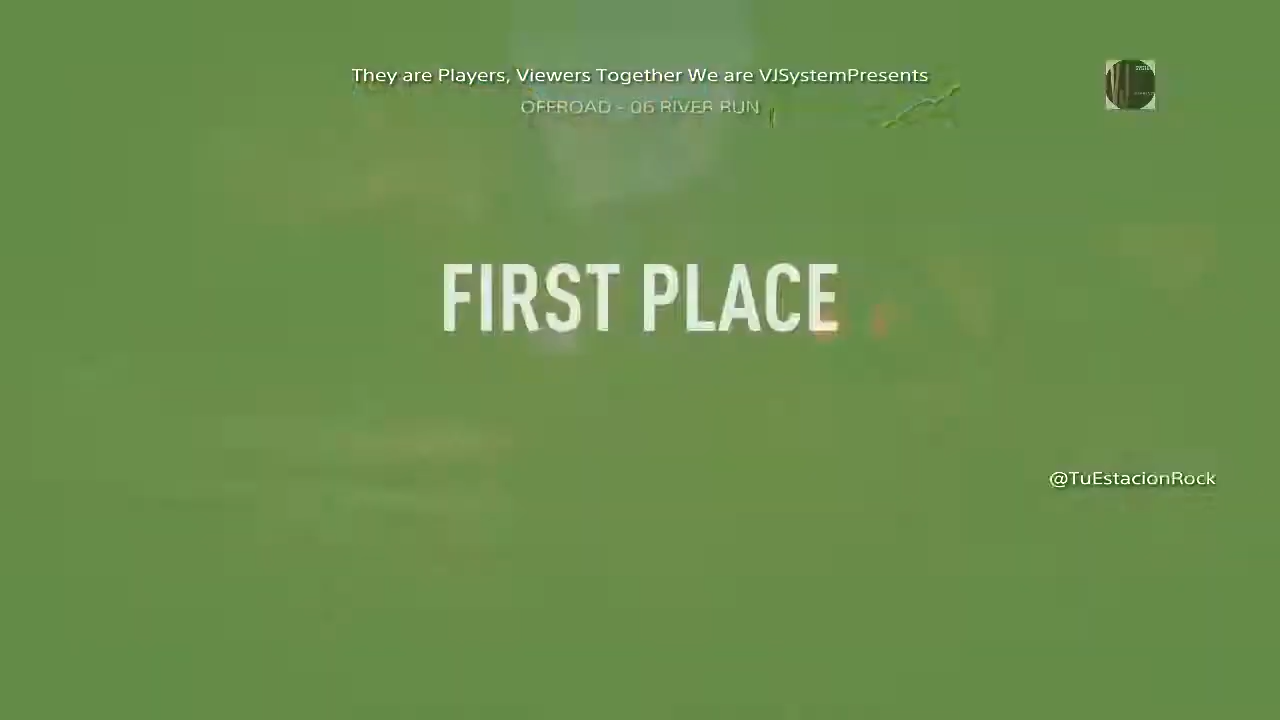 They are Players, Viewers Together We are VJSystemPresents
OFFROAD - 06 RIVER RUN
FIRST PLACE
@TuEstacionRock